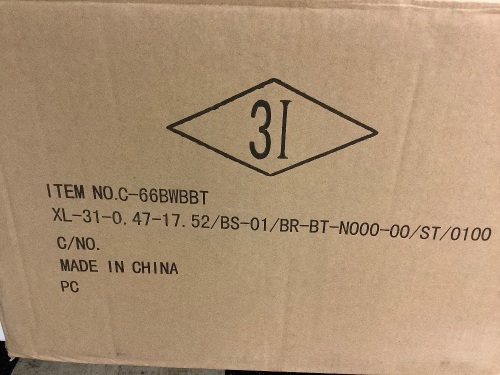 3I
ITEM NO.C-66BWBBT
XL-31-0.47-17.52/BS-01/BR-BT-N000-00/ST/0100
C/NO.
MADE IN CHINA
PC